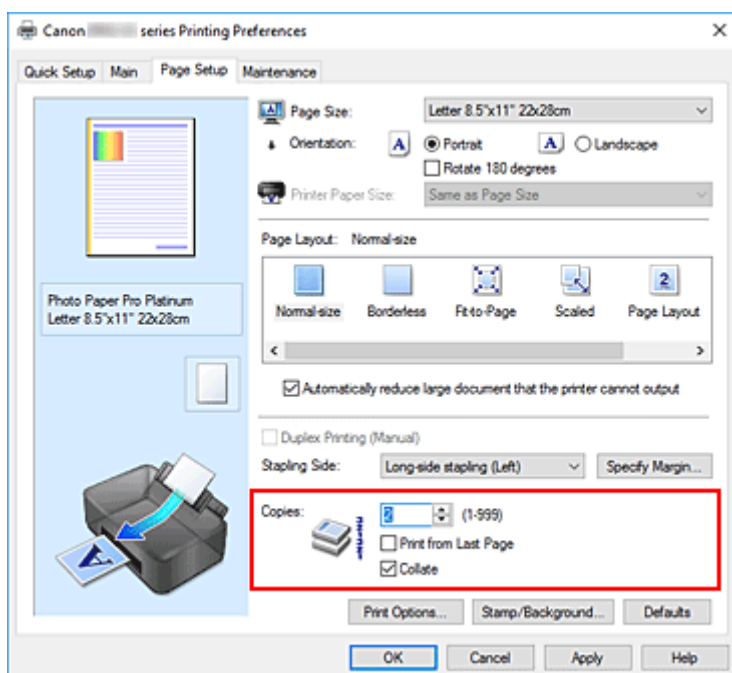 Canon series Printing Preferences
Quick Setup Main Page Setup Maintenance
Page Size: Letter 8.5"x11" 22x28cm
Orientation: A Portrait A Landscape
Rotate 180 degrees
Printer Paper Size: Same as Page Size
Page Layout: Normal-size
2
Normal-size Borderless Fit-to-Page Scaled Page Layout
Photo Paper Pro Platinum
Letter 8.5"x11" 22x28cm
Automatically reduce large document that the printer cannot output
Duplex Printing (Manual)
Stapling Side: Long-side stapling (Left) Specify Margin...
Copies: 2 (1-999)
Print from Last Page
Collate
A
Print Options... Stamp/Background... Defaults
OK Cancel Apply Help